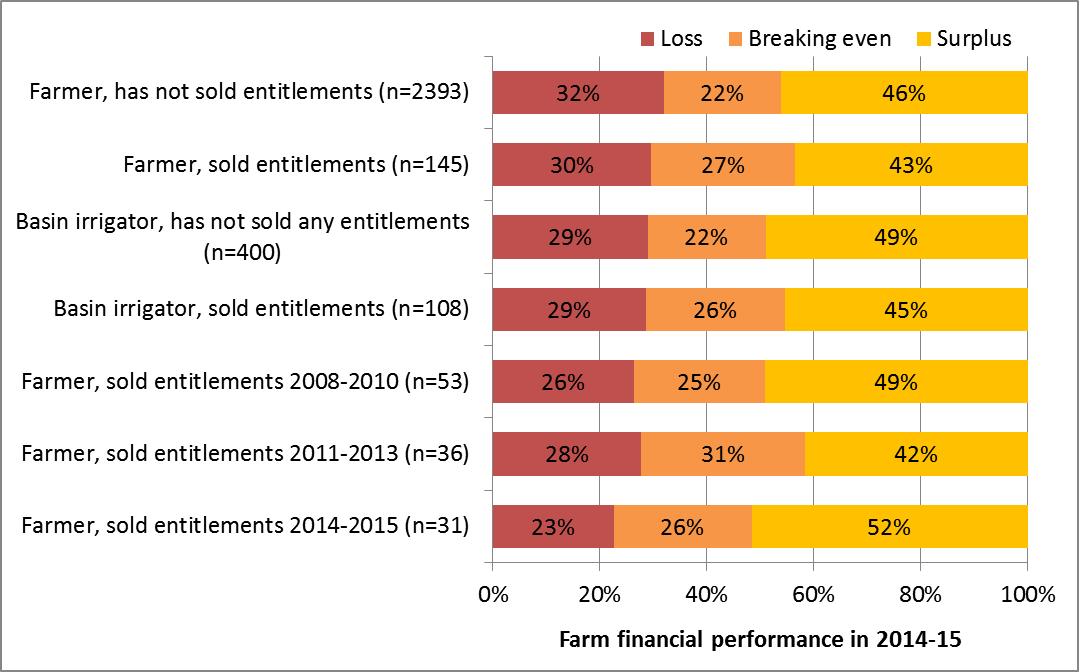 Loss Breaking even Surplus
Farmer, has not sold entitlements (n=2393) 32% 22% 46%
Farmer, sold entitlements (n=145) 30% 27% 43%
Basin irrigator, has not sold any entitlements
(n=400) 29% 22% 49%
Basin irrigator, sold entitlements (n=108) 29% 26% 45%
Farmer, sold entitlements 2008-2010 (n=53) 26% 25% 49%
Farmer, sold entitlements 2011-2013 (n=36) 28% 31% 42%
Farmer, sold entitlements 2014-2015 (n=31) 23% 26% 52%
0% 20% 40% 60% 80% 100%
Farm financial performance in 2014-15